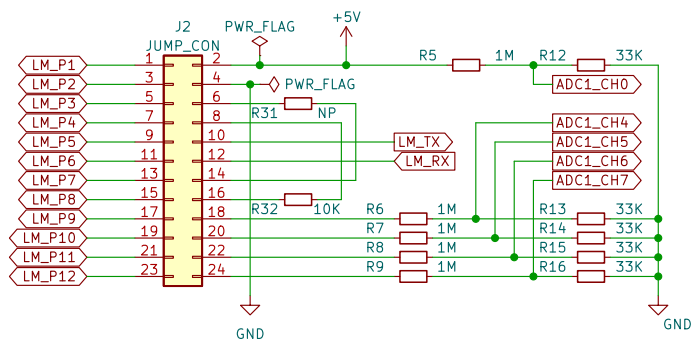 J2
JUMP_CON
PWR_FLAG
+5V
LM_P1 1 2 R5 1M R12 33K
LM_P2 3 4 PWR_FLAG ADC1_CH0
LM_P3 5 6 R31 NP
LM_P4 7 8 ADC1_CH4
LM_P5 9 10 LM_TX ADC1_CH5
LM_P6 11 12 LM_RX ADC1_CH6
LM_P7 13 14 ADC1_CH7
LM_P8 15 16 R32 10K
LM_P9 17 18 R6 1M R13 33K
LM_P10 19 20 R7 1M R14 33K
LM_P11 21 22 R8 1M R15 33K
LM_P12 23 24 R9 1M R16 33K
GND
GND